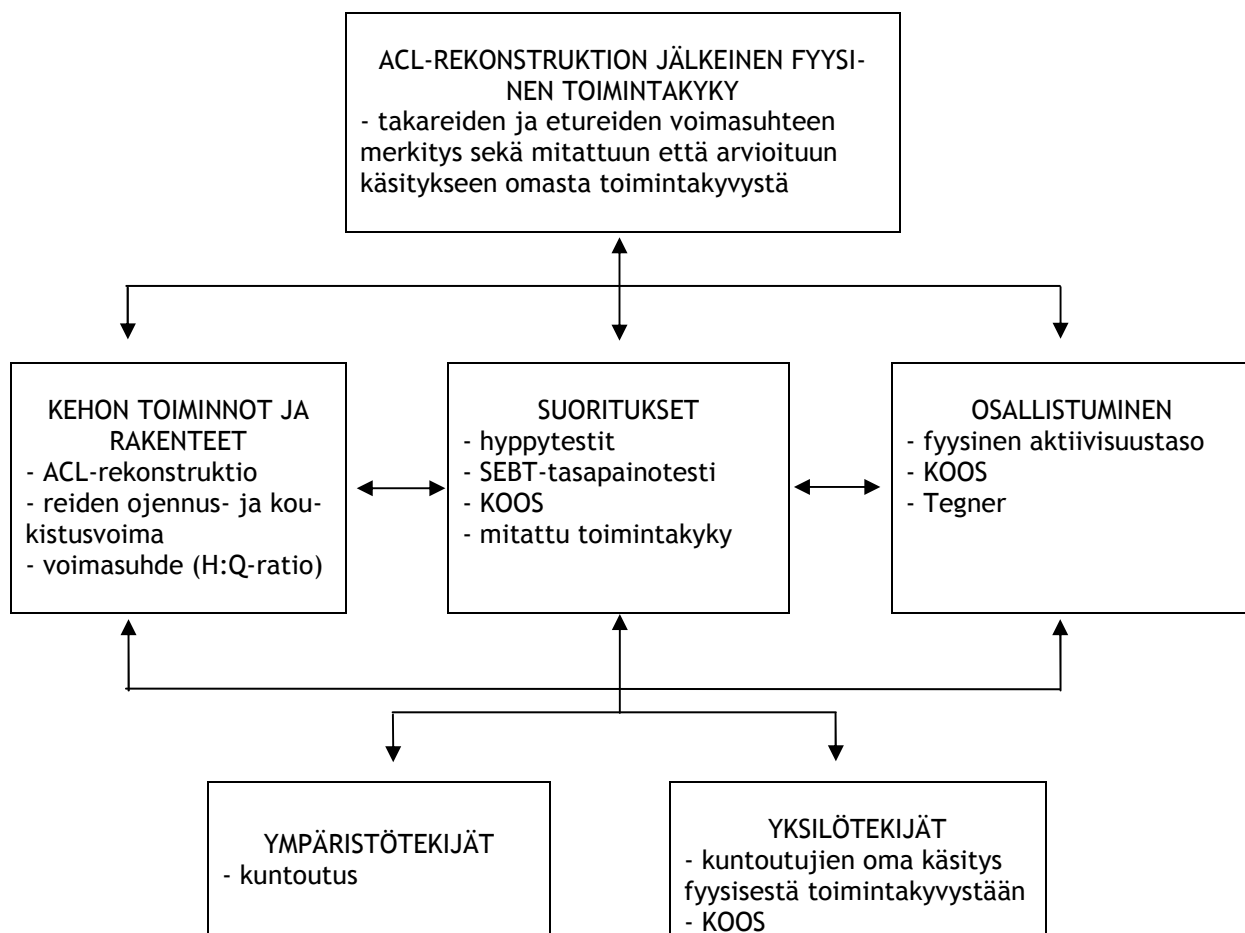 ACL-REKONSTRUKTION JÄLKEINEN FYYSI-
NEN TOIMINTAKYKY
- takareiden ja etureiden voimasuhteen
merkitys sekä mitattuun että arvioituun
käsitykseen omasta toimintakyvystä
KEHON TOIMINNOT JA
RAKENTEET
- ACL-rekonstruktio
- reiden ojennus- ja kou-
kistusvoima
- voimasuhde (H:Q-ratio)
SUORITUKSET
- hyppytestit
- SEBT-tasapainotesti
- KOOS
- mitattu toimintakyky
OSALLISTUMINEN
- fyysinen aktiivisuustaso
- KOOS
- Tegner
YMPÄRISTÖTEKIJÄT
- kuntoutus
YKSILÖTEKIJÄT
- kuntoutujien oma käsitys
fyysisestä toimintakyvystään
- KOOS